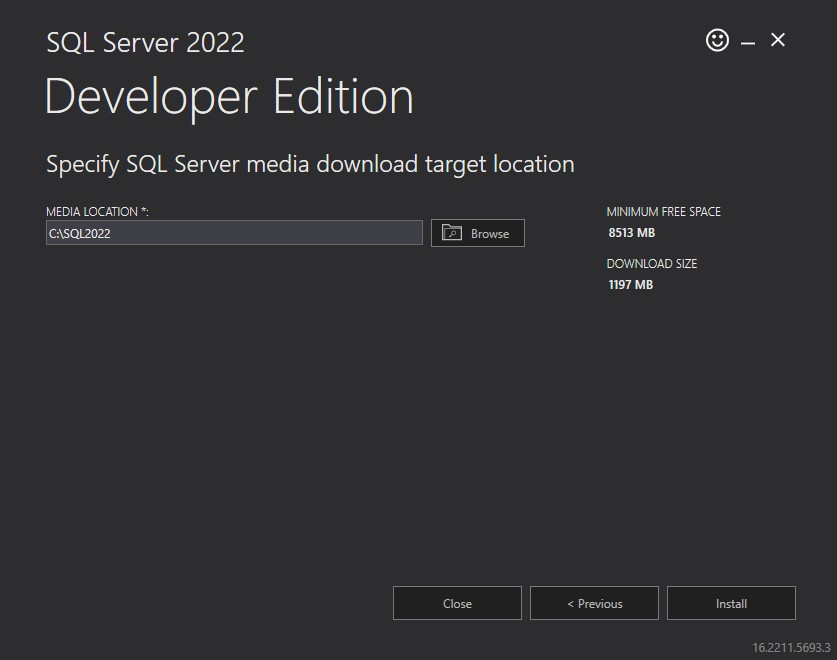 SQL Server 2022
Developer Edition
Specify SQL Server media download target location
MEDIA LOCATION *:
C:\SQL2022
Browse
MINIMUM FREE SPACE
8513 MB
DOWNLOAD SIZE
1197 MB
Close
< Previous
Install
16.2211.5693.3